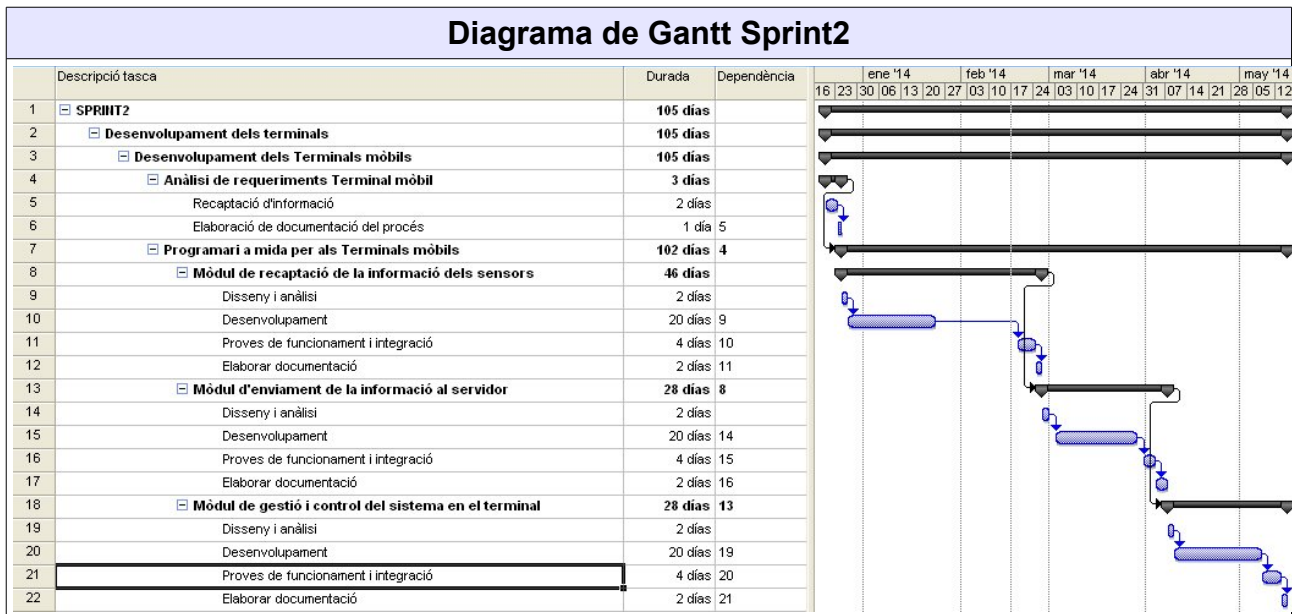 Diagrama de Gantt Sprint2
Descripció tasca Durada Dependència ene '14 feb '14 mar '14 abr '14 may '14
16 23 30 06 13 20 27 03 10 17 24 03 10 17 24 31 07 14 21 28 05 12
1 SPRINT2 105 días
2 Desenvolupament dels terminals 105 días
3 Desenvolupament dels Terminals mòbils 105 días
4 Anàlisi de requeriments Terminal mòbil 3 días
5 Recaptació d'informació 2 días
6 Elaboració de documentació del procés 1 día 5
7 Programari a mida per als Terminals mòbils 102 días 4
8 Mòdul de recaptació de la informació dels sensors 46 días
9 Disseny i anàlisi 2 días
10 Desenvolupament 20 días 9
11 Proves de funcionament i integració 4 días 10
12 Elaborar documentació 2 días 11
13 Mòdul d'enviament de la informació al servidor 28 días 8
14 Disseny i anàlisi 2 días
15 Desenvolupament 20 días 14
16 Proves de funcionament i integració 4 días 15
17 Elaborar documentació 2 días 16
18 Mòdul de gestió i control del sistema en el terminal 28 días 13
19 Disseny i anàlisi 2 días
20 Desenvolupament 20 días 19
21 Proves de funcionament i integració 4 días 20
22 Elaborar documentació 2 días 21